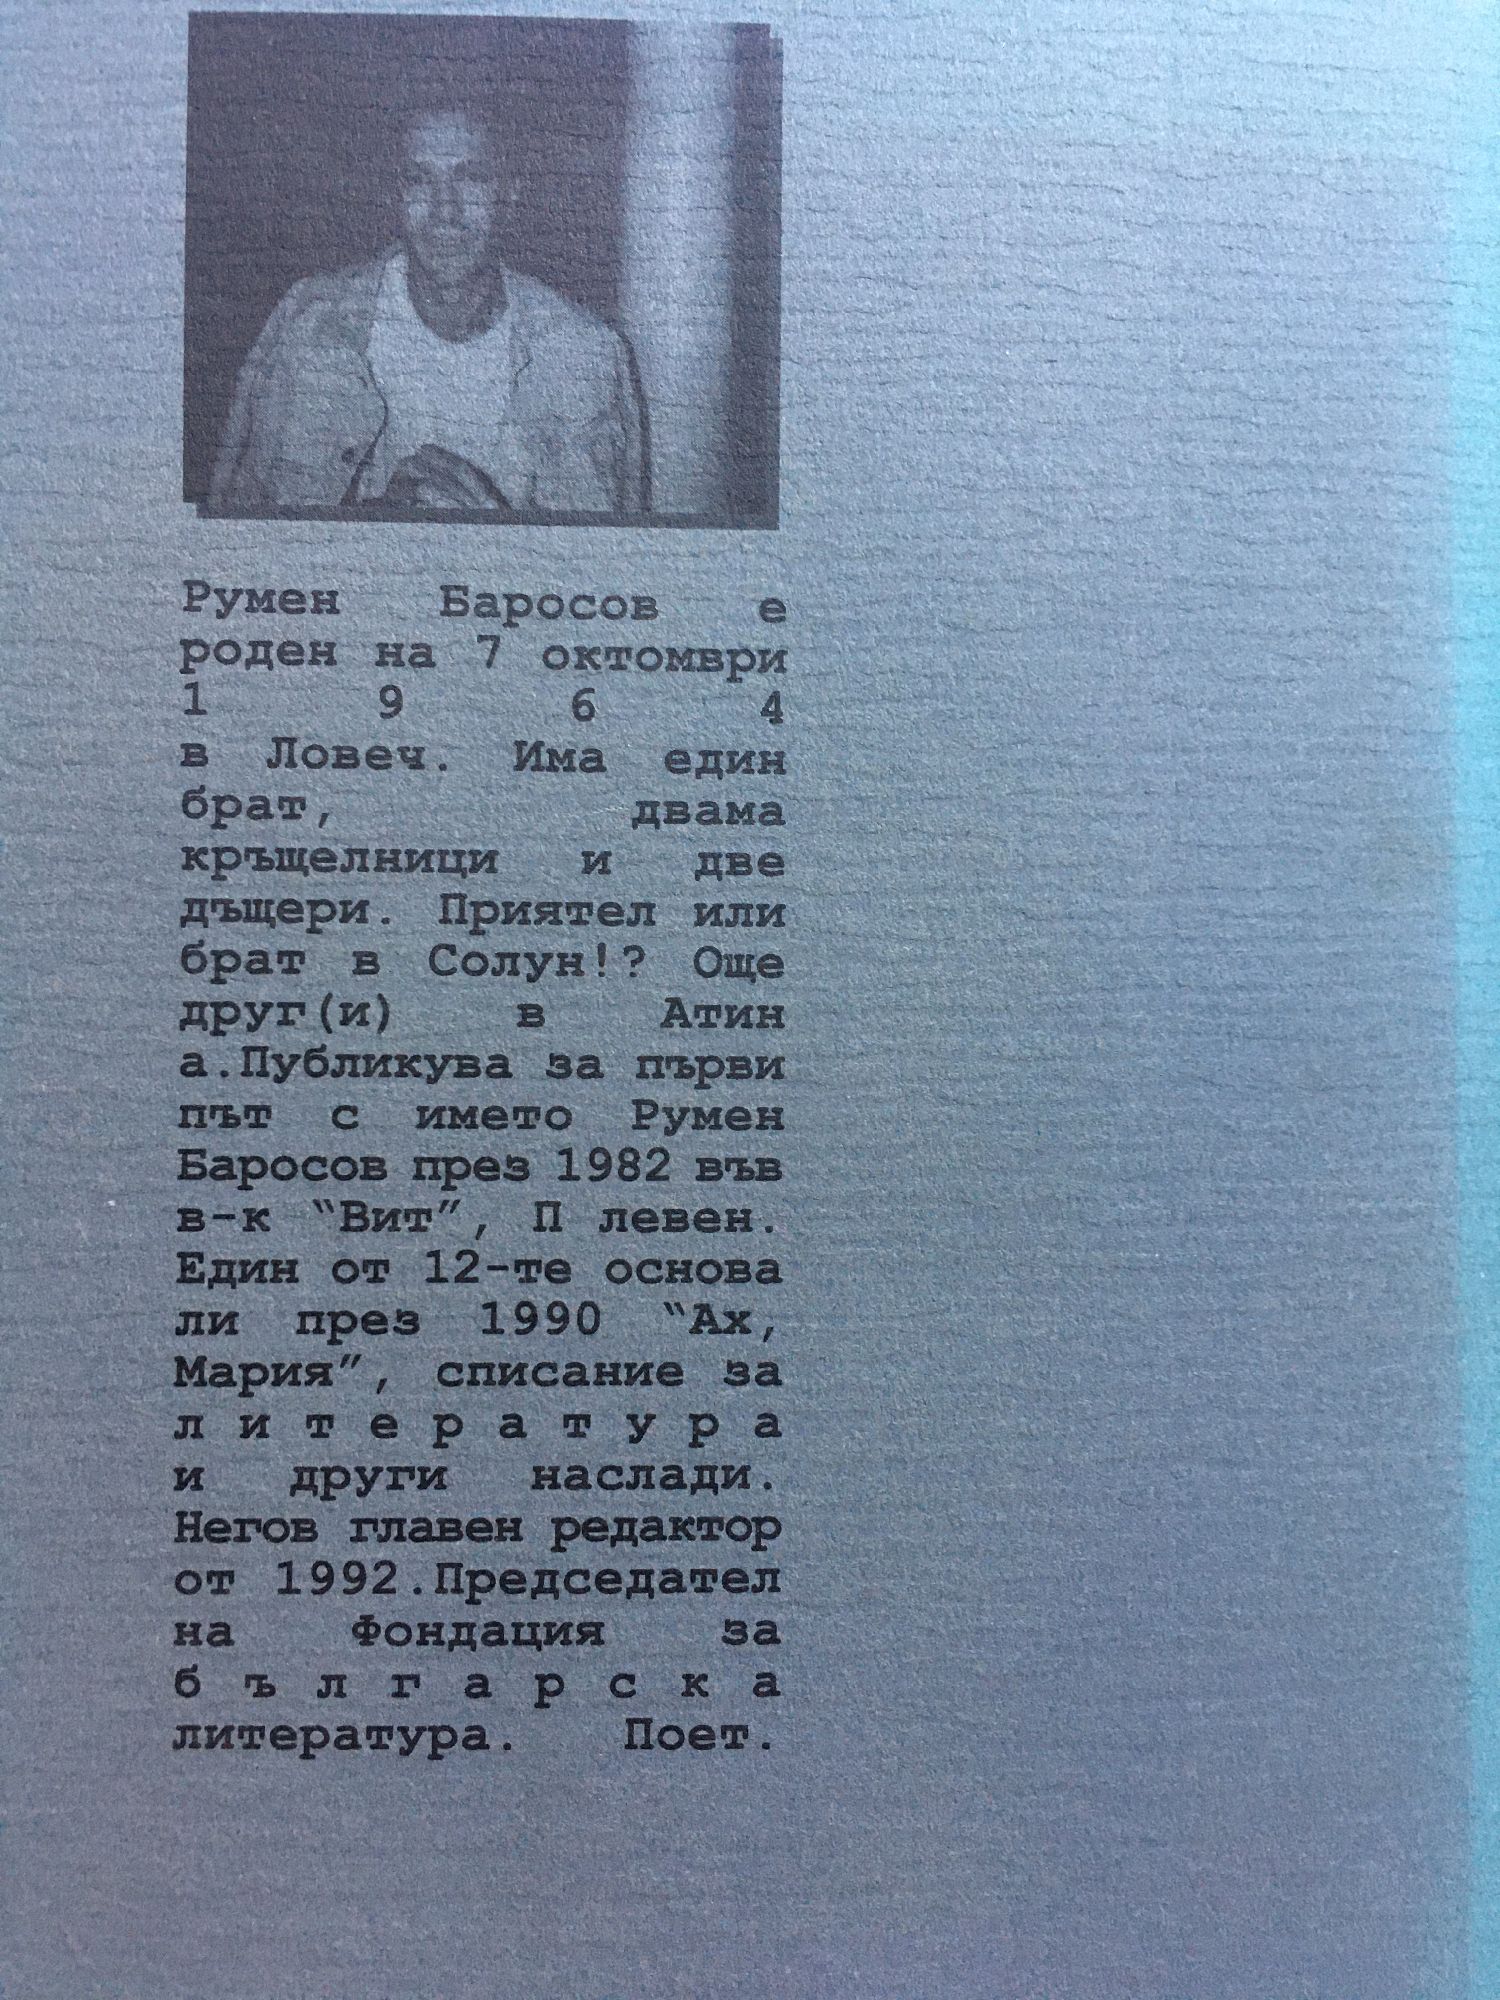 Румен Баросов е
роден на 7 октомври
1 9 6 4
в Ловеч. Има един
брат, двама
кръщелници и две
дъщери. Приятел или
брат в Солун!? Още
друг(и) в Атин
а.Публикува за първи
път с името Румен
Баросов през 1982 във
в-к “Вит”, П левен.
Един от 12-те основа
ли през 1990 “Ах,
Мария”, списание за
л и т е р а т у р а
и други наслади.
Негов главен редактор
от 1992.Председател
на Фондация за
б ъ л г а р с к а
литература. Поет.